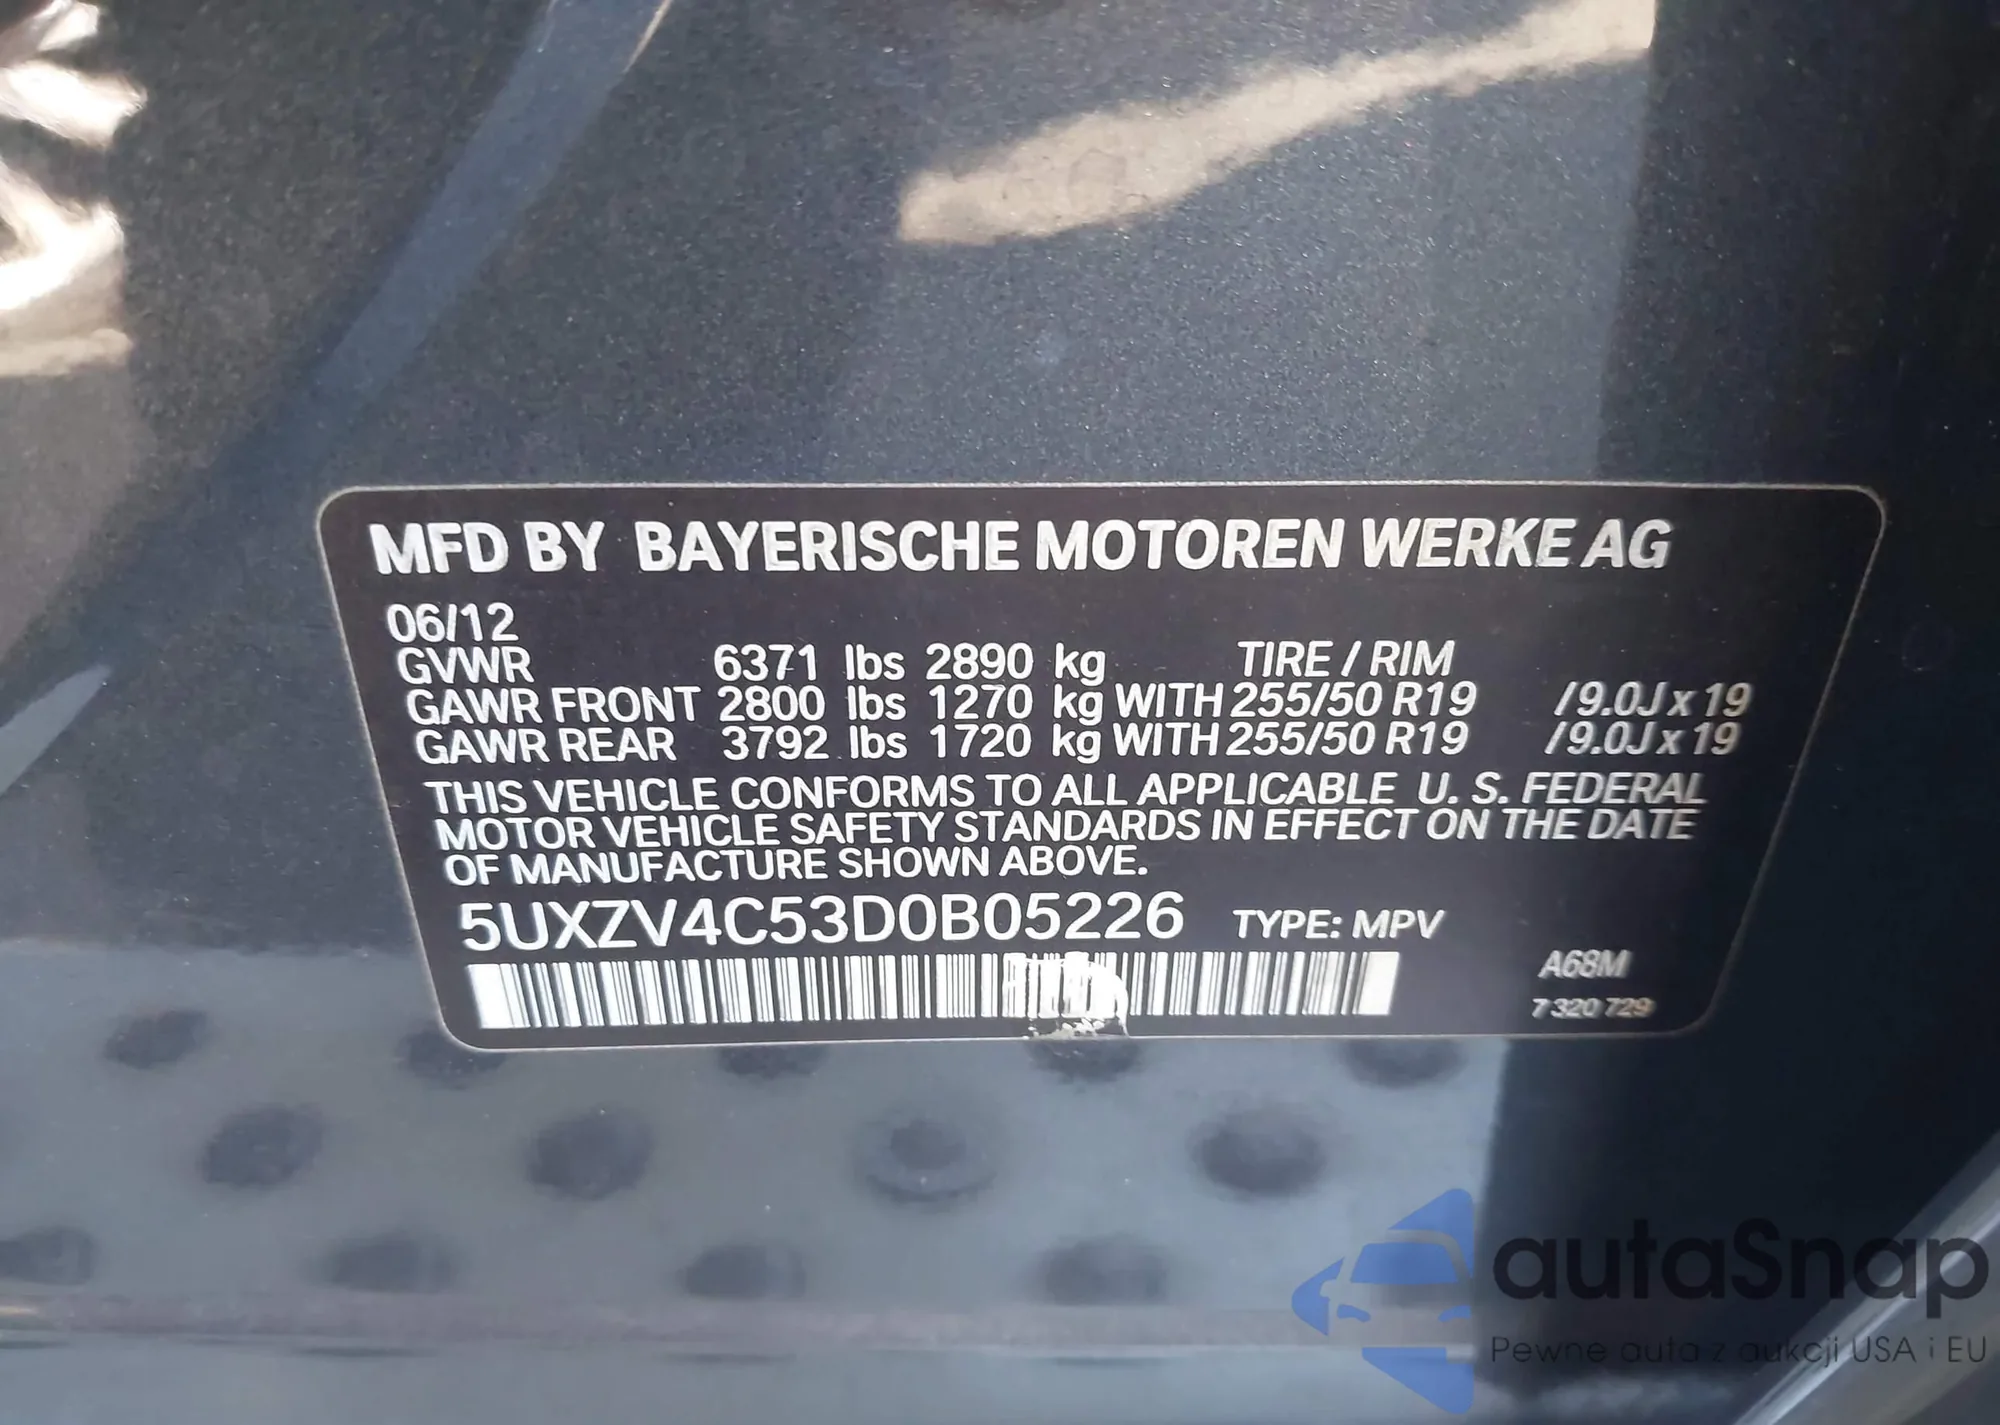 MFD BY BAYERISCHE MOTOREN WERKE AG
06/12
GVWR 6371 lbs 2890 kg TIRE / RIM
GAWR FRONT 2800 lbs 1270 kg WITH 255/50 R19 /9.0J x 19
GAWR REAR 3792 lbs 1720 kg WITH 255/50 R19 /9.0J x 19
THIS VEHICLE CONFORMS TO ALL APPLICABLE U. S. FEDERAL
MOTOR VEHICLE SAFETY STANDARDS IN EFFECT ON THE DATE
OF MANUFACTURE SHOWN ABOVE.
5UXZV4C53D0B05226 TYPE: MPV
A68M
7 320 729
autaSnap
Pewne auta z aukcji USA i EU